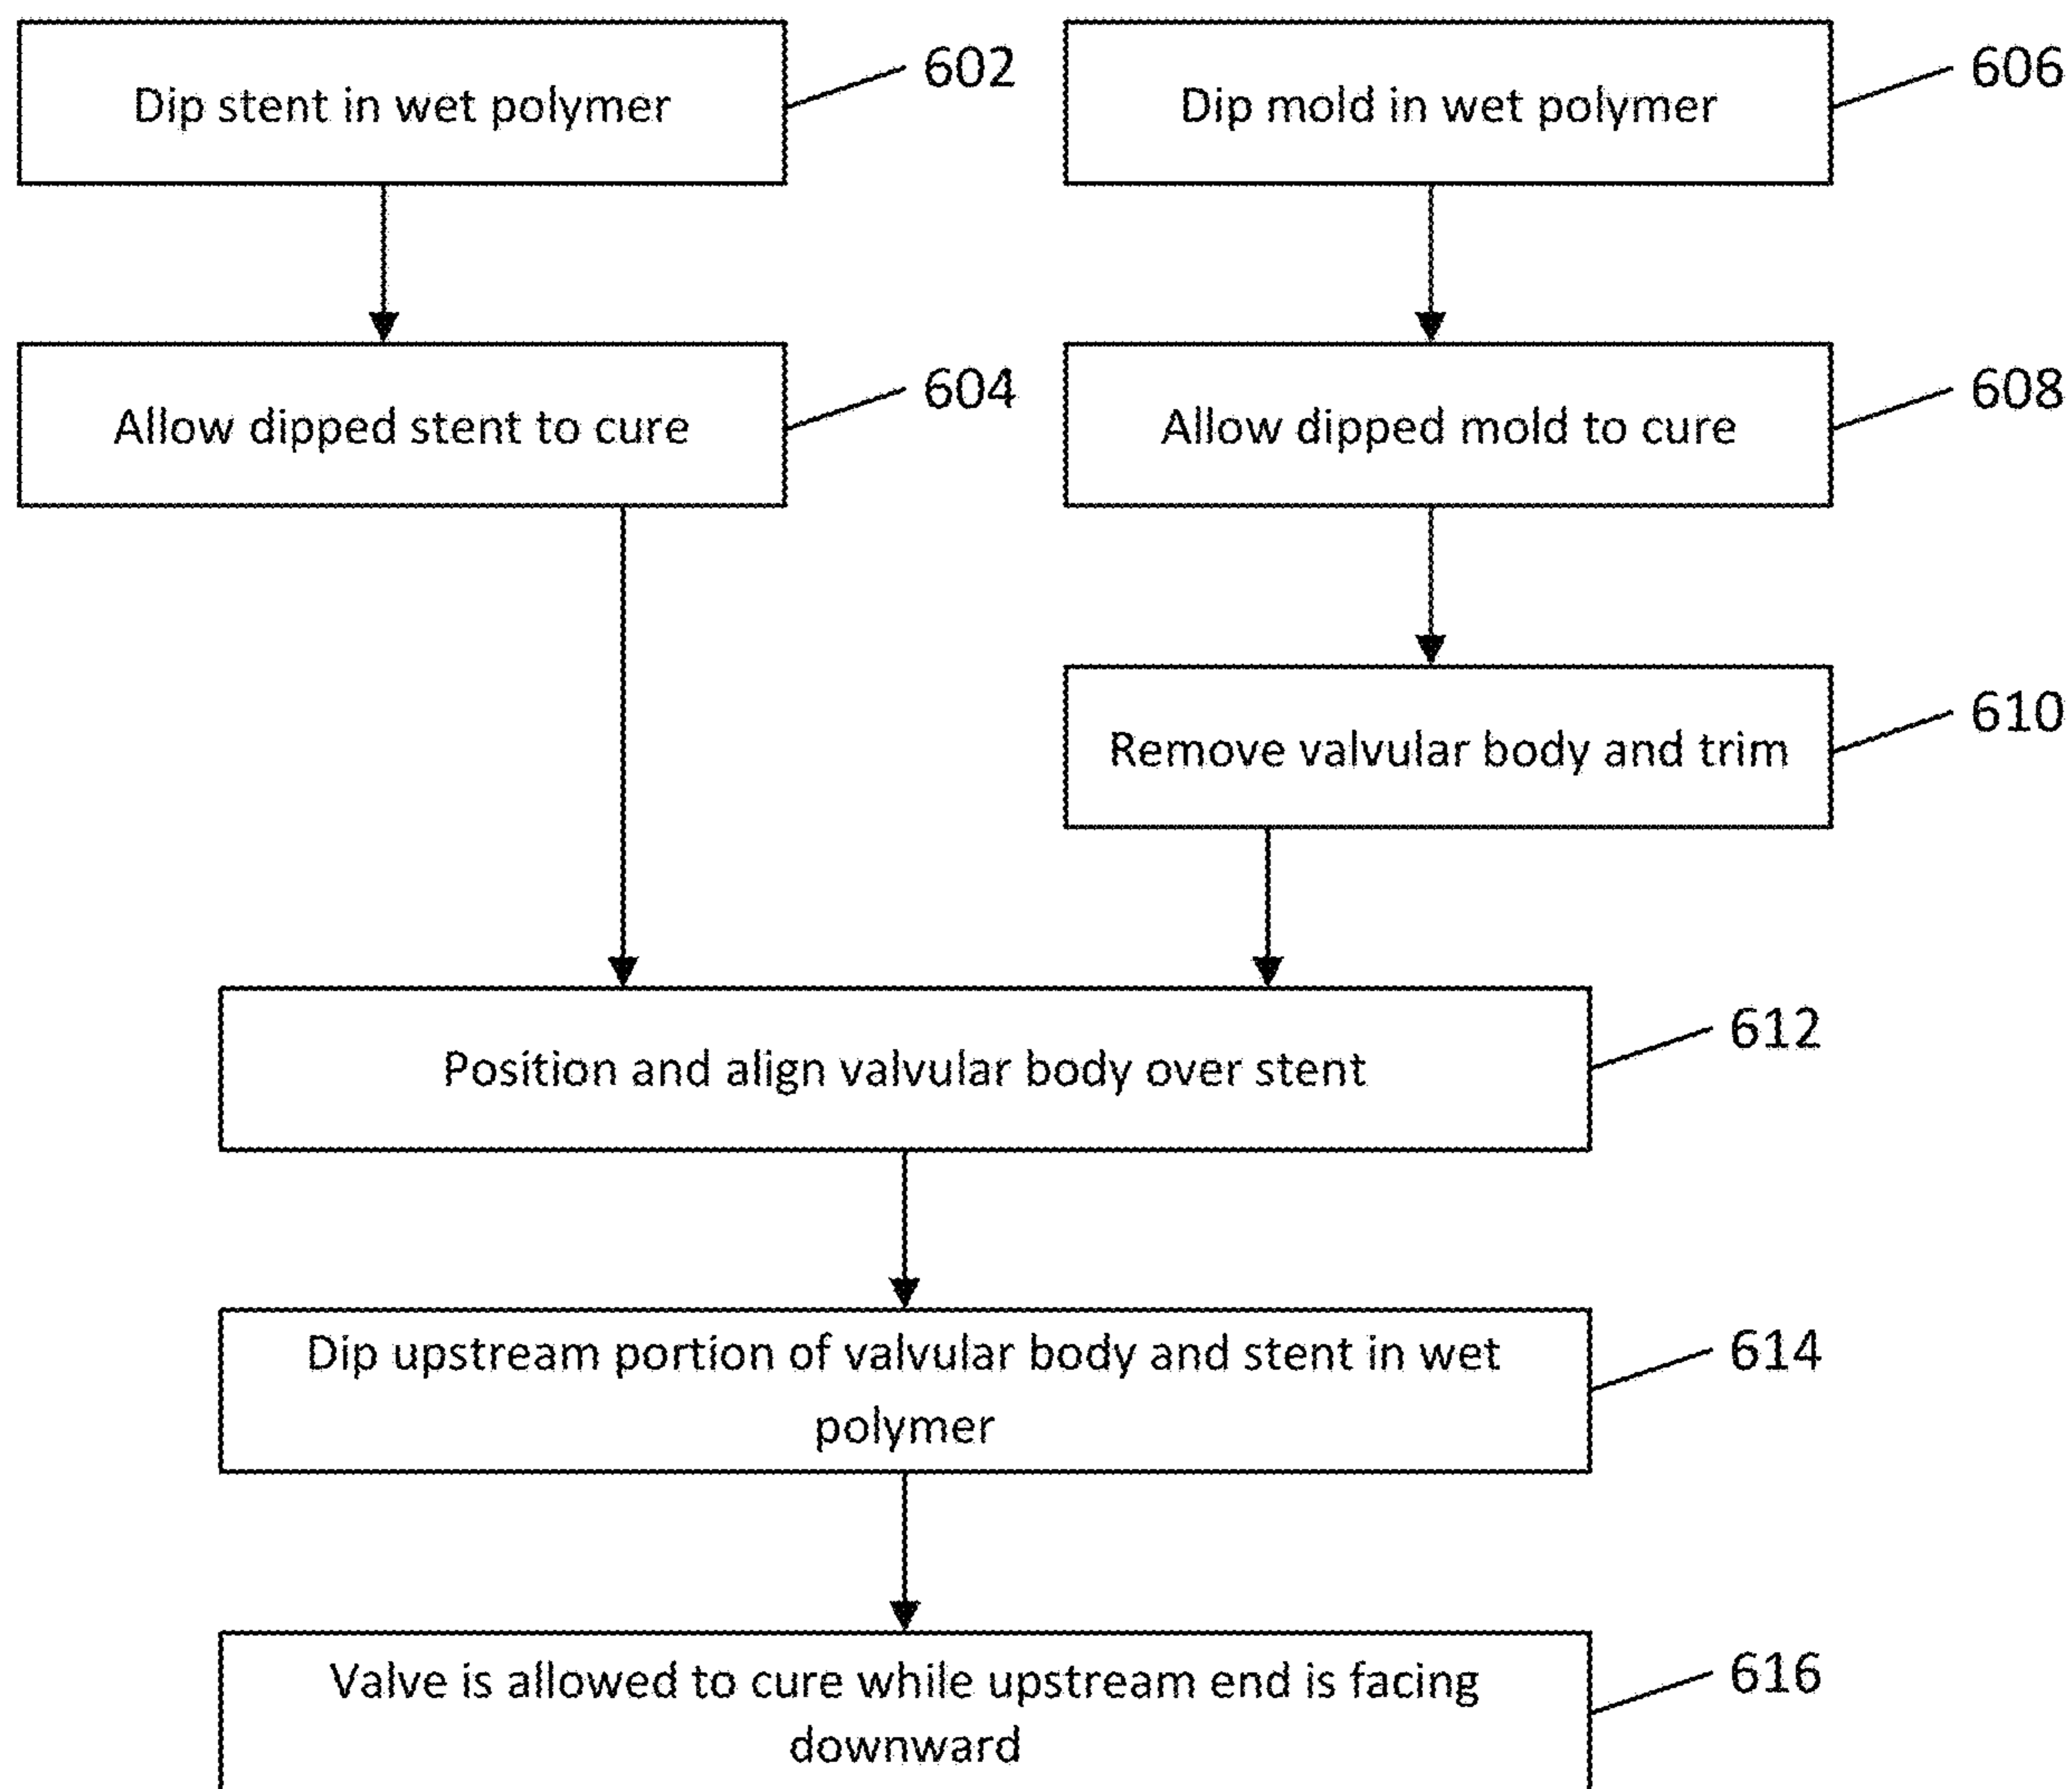 Dip stent in wet polymer
602
Dip mold in wet polymer
606
Allow dipped stent to cure
604
Allow dipped mold to cure
608
Remove valvular body and trim
610
Position and align valvular body over stent
612
Dip upstream portion of valvular body and stent in wet
polymer
614
Valve is allowed to cure while upstream end is facing
downward
616